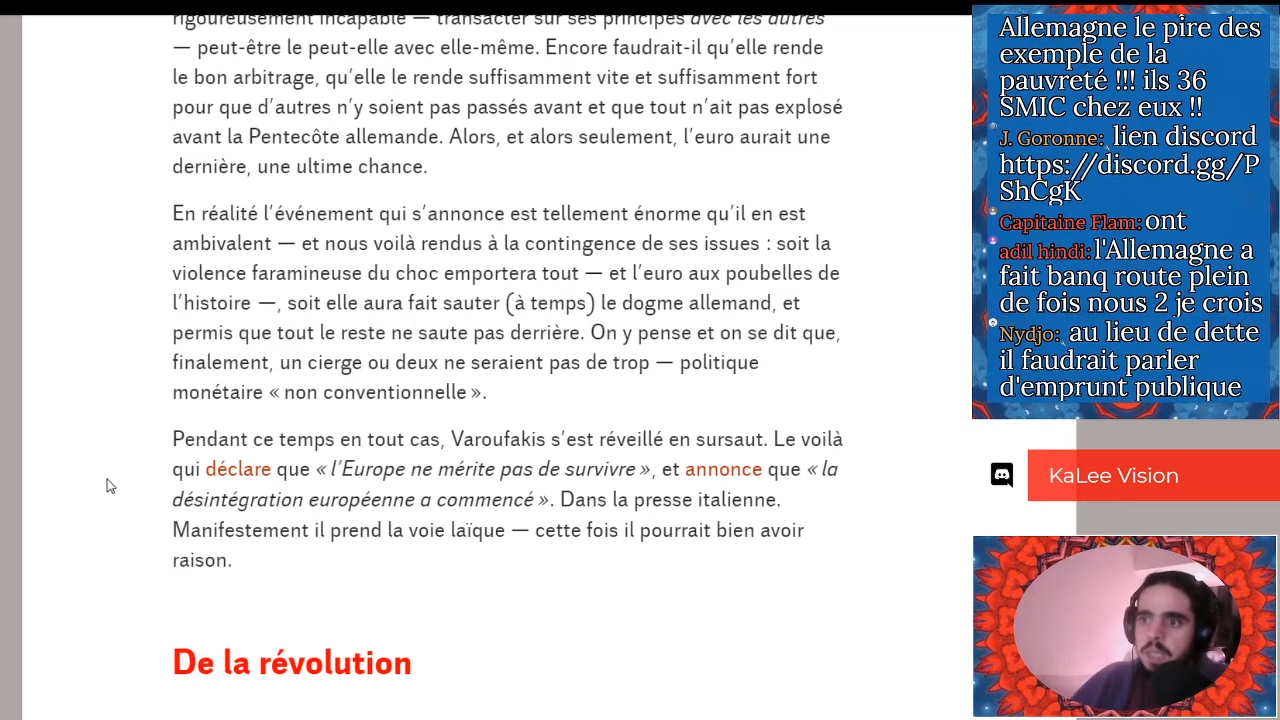 rigoureusement incapable — transacter sur ses principes avec les autres
— peut-être le peut-elle avec elle-même. Encore faudrait-il qu’elle rende
le bon arbitrage, qu’elle le rende suffisamment vite et suffisamment fort
pour que d’autres n’y soient pas passés avant et que tout n’ait pas explosé
avant la Pentecôte allemande. Alors, et alors seulement, l’euro aurait une
dernière, une ultime chance.
En réalité l’événement qui s’annonce est tellement énorme qu’il en est
ambivalent — et nous voilà rendus à la contingence de ses issues : soit la
violence faramineuse du choc emportera tout — et l’euro aux poubelles de
l’histoire —, soit elle aura fait sauter (à temps) le dogme allemand, et
permis que tout le reste ne saute pas derrière. On y pense et on se dit que,
finalement, un cierge ou deux ne seraient pas de trop — politique
monétaire « non conventionnelle ».
Pendant ce temps en tout cas, Varoufakis s’est réveillé en sursaut. Le voilà
qui déclare que « l’Europe ne mérite pas de survivre », et annonce que « la
désintégration européenne a commencé ». Dans la presse italienne.
Manifestement il prend la voie laïque — cette fois il pourrait bien avoir
raison.
De la révolution
Allemagne le pire des
exemple de la
pauvreté !!! ils 36
SMIC chez eux !!
J. Goronne: lien discord
https://discord.gg/P
ShCgK
Capitaine Flam: ont
adil hindi: l'Allemagne a
fait banq route plein
de fois nous 2 je crois
Nydjo: au lieu de dette
il faudrait parler
d'emprunt publique
KaLee Vision